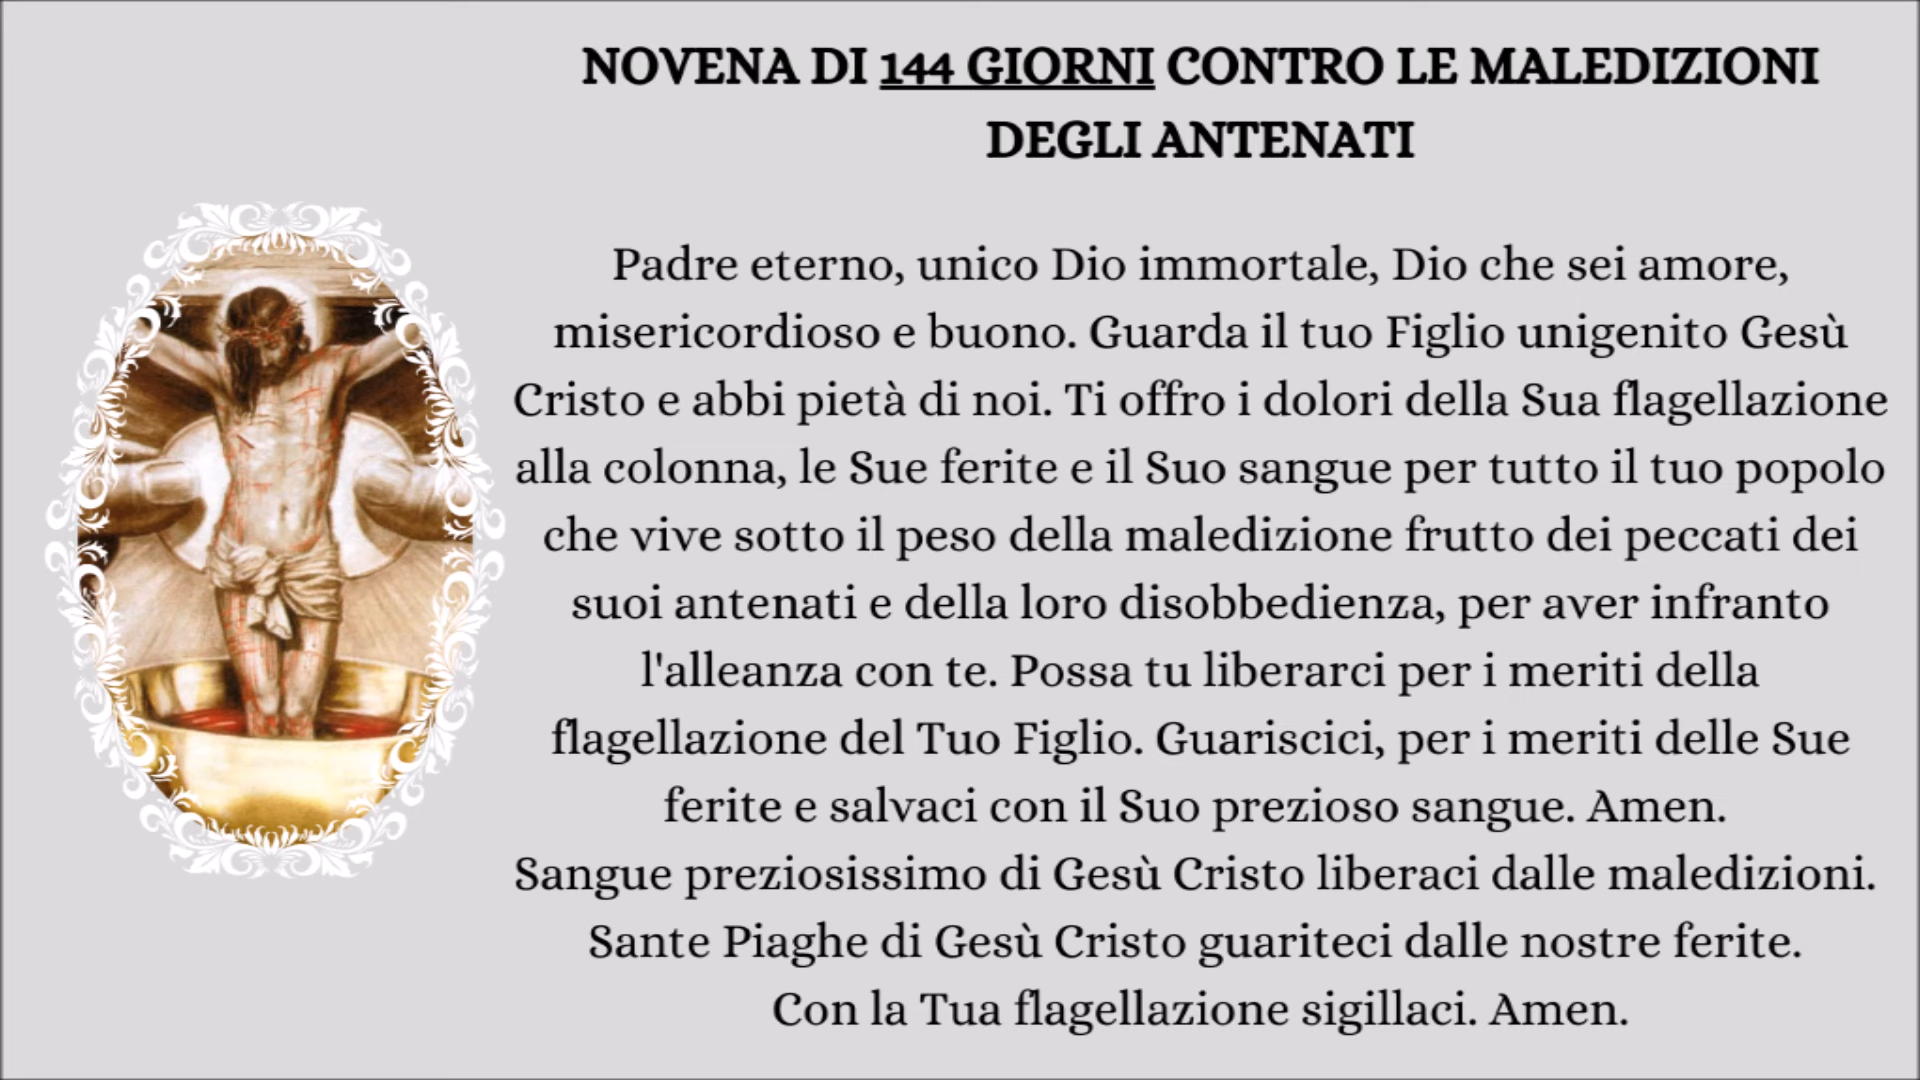 NOVENA DI 144 GIORNI CONTRO LE MALEDIZIONI
DEGLI ANTENATI
Padre eterno, unico Dio immortale, Dio che sei amore,
misericordioso e buono. Guarda il tuo Figlio unigenito Gesù
Cristo e abbi pietà di noi. Ti offro i dolori della Sua flagellazione
alla colonna, le Sue ferite e il Suo sangue per tutto il tuo popolo
che vive sotto il peso della maledizione frutto dei peccati dei
suoi antenati e della loro disobbedienza, per aver infranto
l'alleanza con te. Possa tu liberarci per i meriti della
flagellazione del Tuo Figlio. Guariscici, per i meriti delle Sue
ferite e salvaci con il Suo prezioso sangue. Amen.
Sangue preziosissimo di Gesù Cristo liberaci dalle maledizioni.
Sante Piaghe di Gesù Cristo guariteci dalle nostre ferite.
Con la Tua flagellazione sigillaci. Amen.